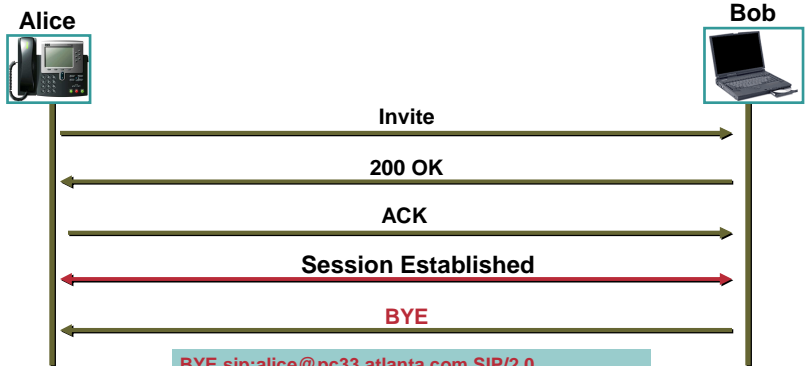 Alice
Bob
Invite
200 OK
ACK
Session Established
BYE
BYE sip:alice@pc33.atlanta.com SIP/2.0